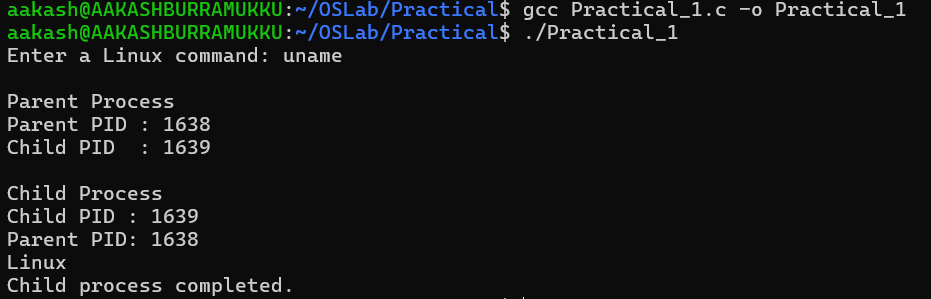 aakash@AAKASHBURRAMUKKU:~/OSLab/Practical$ gcc Practical_1.c -o Practical_1
aakash@AAKASHBURRAMUKKU:~/OSLab/Practical$ ./Practical_1
Enter a Linux command: uname

Parent Process
Parent PID : 1638
Child PID  : 1639

Child Process
Child PID : 1639
Parent PID: 1638
Linux
Child process completed.